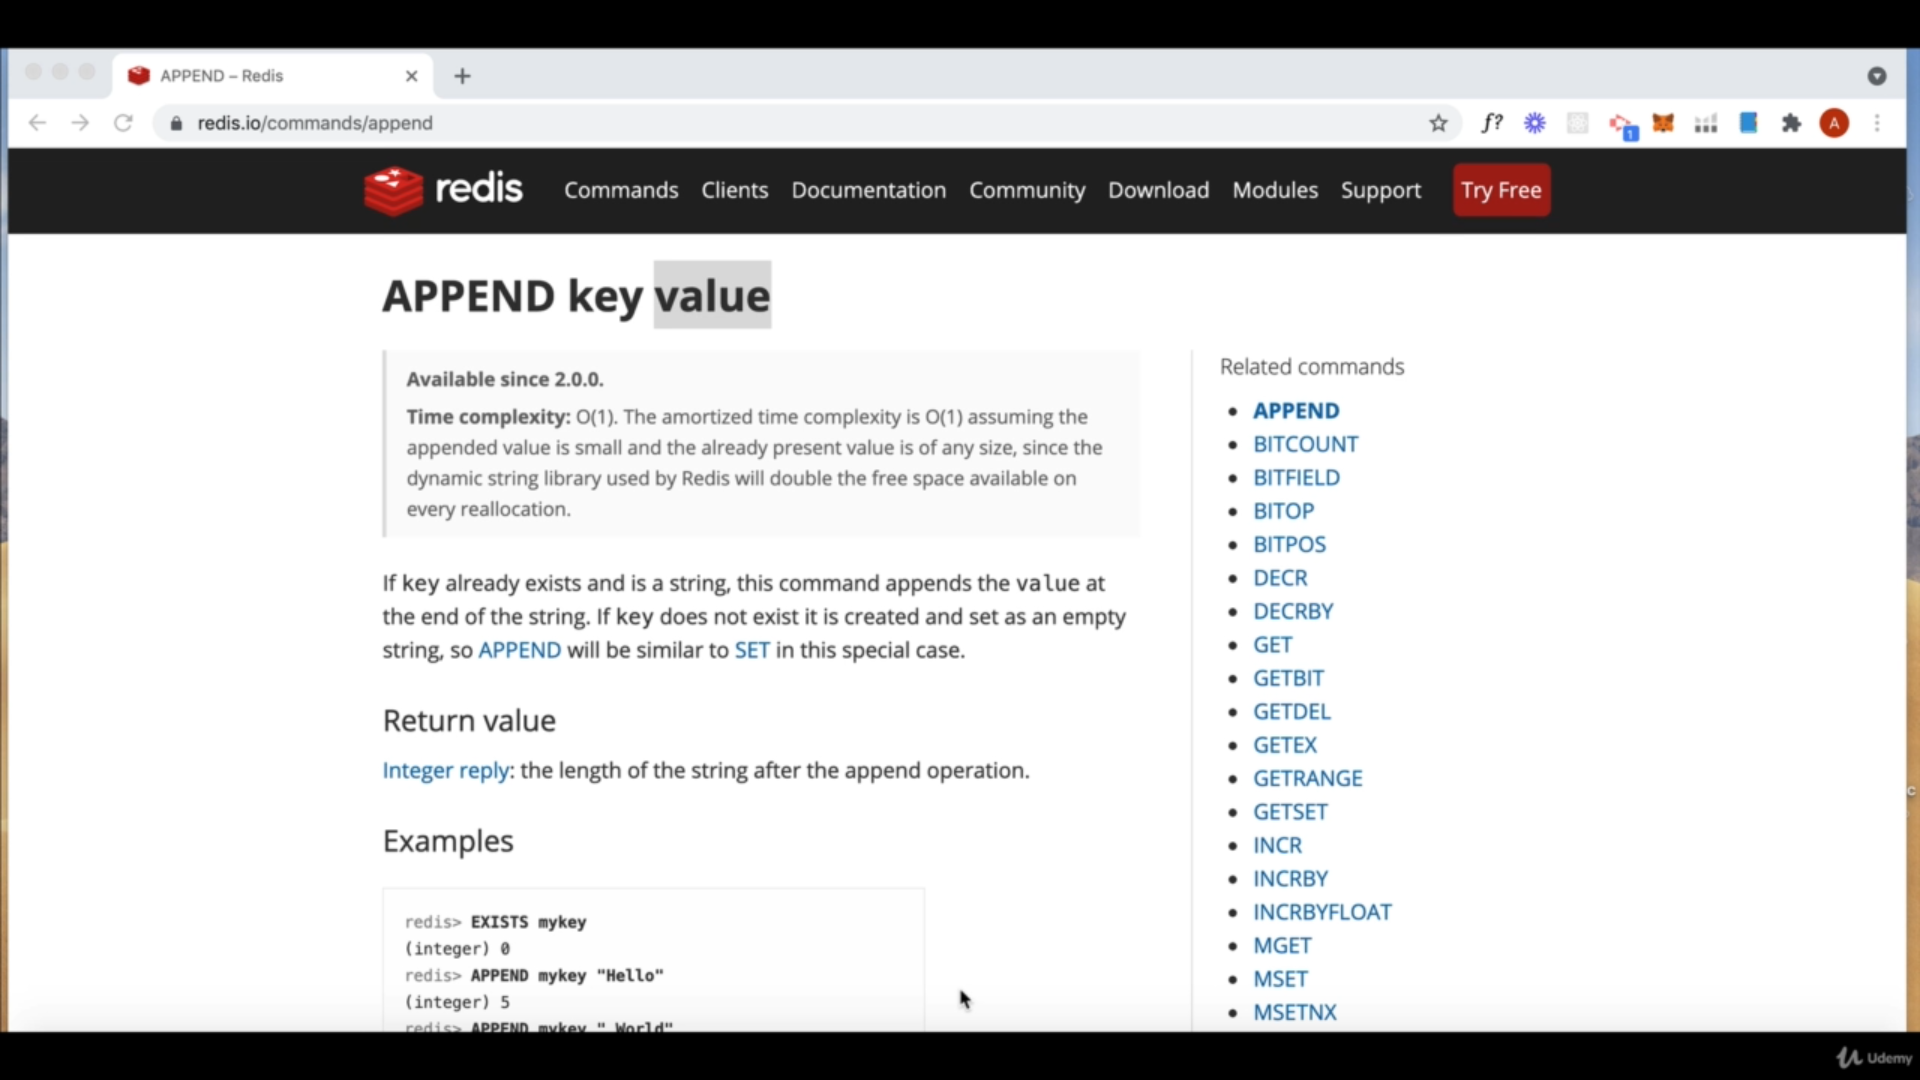 APPEND – Redis
redis.io/commands/append
f?
1
A
redis
Commands Clients Documentation Community Download Modules Support Try Free
APPEND key value
Available since 2.0.0.
Time complexity: O(1). The amortized time complexity is O(1) assuming the
appended value is small and the already present value is of any size, since the
dynamic string library used by Redis will double the free space available on
every reallocation.
If key already exists and is a string, this command appends the value at
the end of the string. If key does not exist it is created and set as an empty
string, so APPEND will be similar to SET in this special case.
Return value
Integer reply: the length of the string after the append operation.
Examples
redis> EXISTS mykey
(integer) 0
redis> APPEND mykey "Hello"
(integer) 5
redis> APPEND mykey " World"
Related commands
APPEND
BITCOUNT
BITFIELD
BITOP
BITPOS
DECR
DECRBY
GET
GETBIT
GETDEL
GETEX
GETRANGE
GETSET
INCR
INCRBY
INCRBYFLOAT
MGET
MSET
MSETNX
c
Udemy